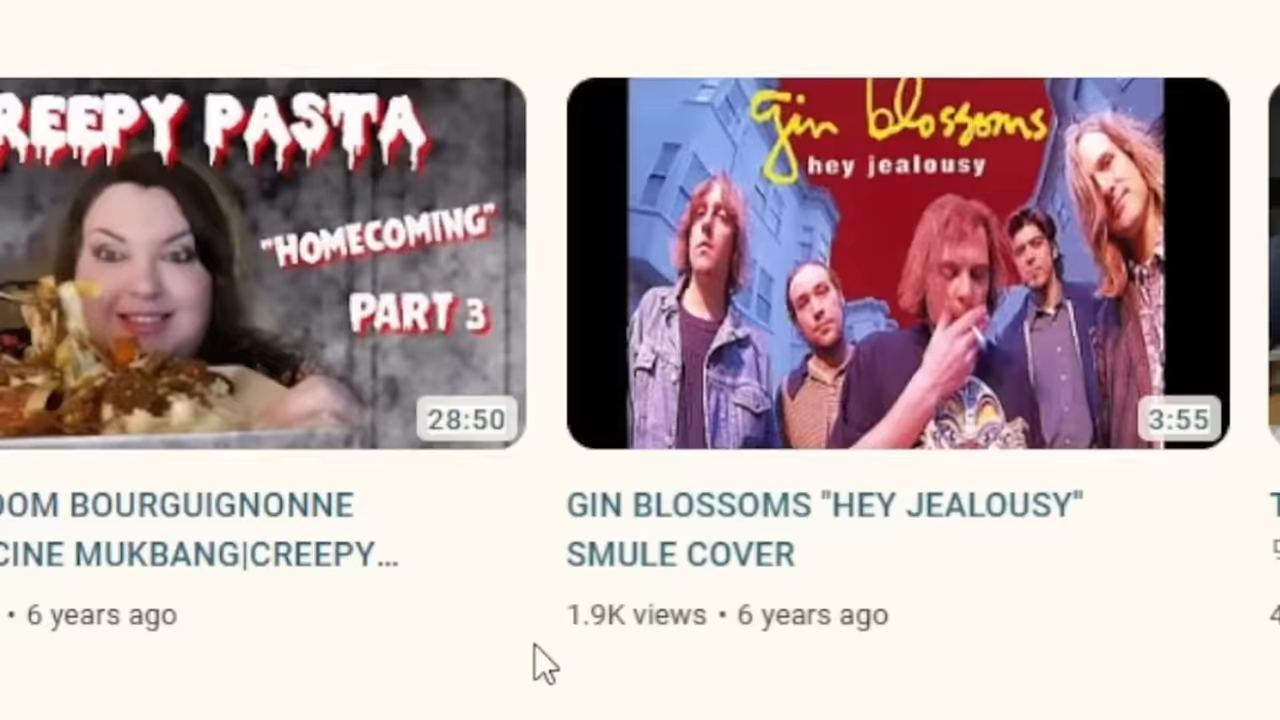 REEPY PASTA
"HOMECOMING"
PART 3
28:50
OOM BOURGUIGNONNE
CINE MUKBANG|CREEPY...
• 6 years ago
gin blossoms
hey jealousy
3:55
GIN BLOSSOMS "HEY JEALOUSY"
SMULE COVER
1.9K views • 6 years ago